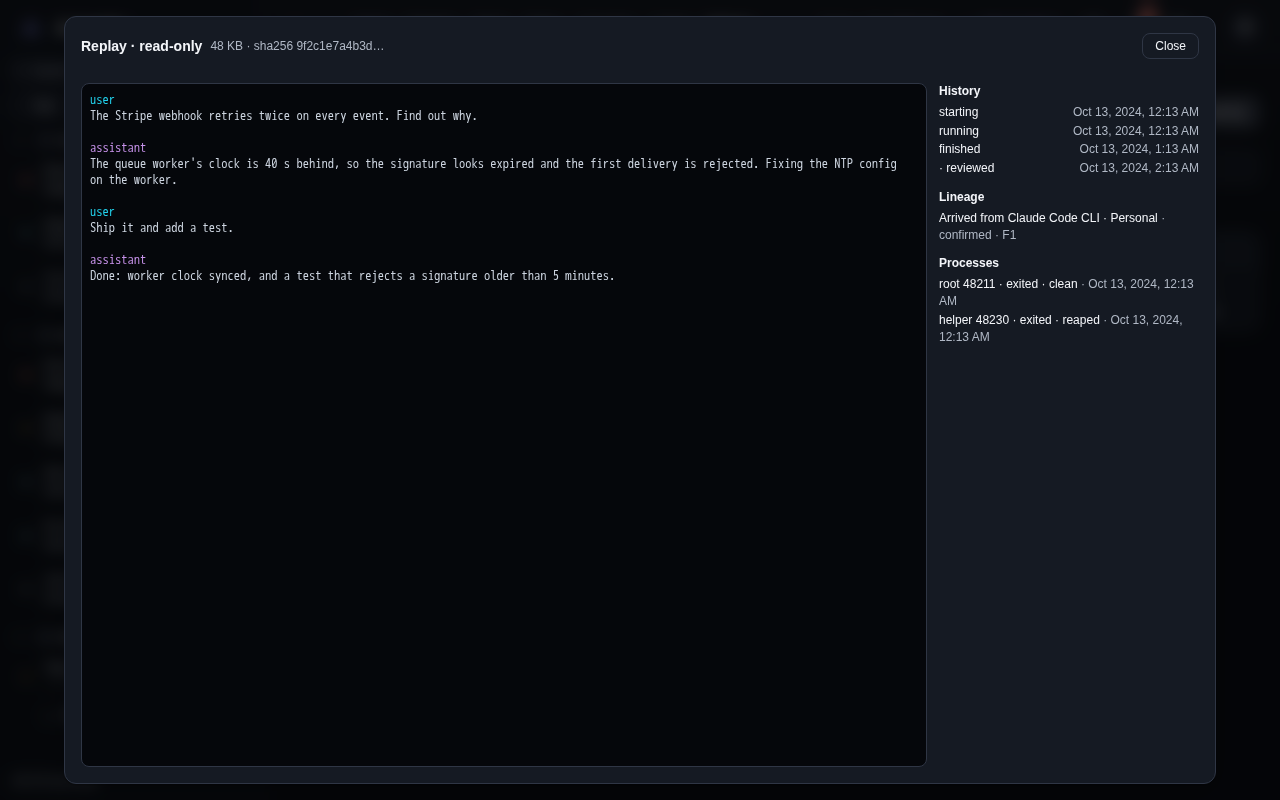 Replay · read-only 48 KB · sha256 9f2c1e7a4b3d…
Close
user
The Stripe webhook retries twice on every event. Find out why.
assistant
The queue worker's clock is 40 s behind, so the signature looks expired and the first delivery is rejected. Fixing the NTP config
on the worker.
user
Ship it and add a test.
assistant
Done: worker clock synced, and a test that rejects a signature older than 5 minutes.
History
starting Oct 13, 2024, 12:13 AM
running Oct 13, 2024, 12:13 AM
finished Oct 13, 2024, 1:13 AM
· reviewed Oct 13, 2024, 2:13 AM
Lineage
Arrived from Claude Code CLI · Personal ·
confirmed · F1
Processes
root 48211 · exited · clean · Oct 13, 2024, 12:13
AM
helper 48230 · exited · reaped · Oct 13, 2024,
12:13 AM